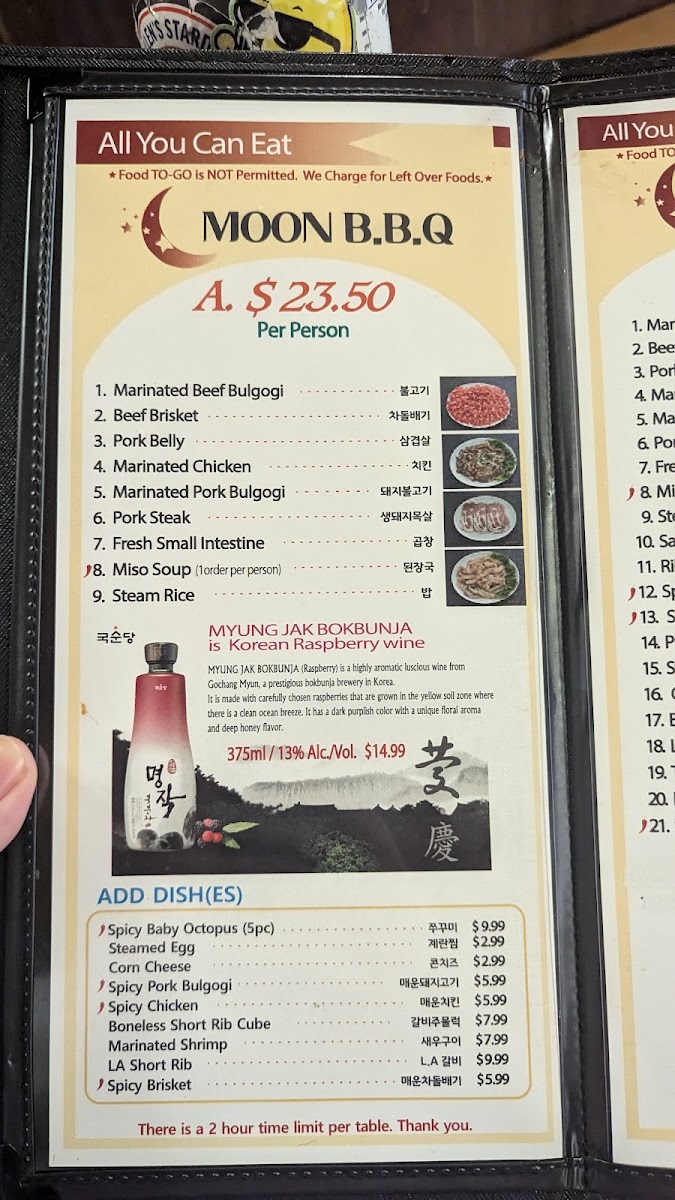 EN'S STAR
All You Can Eat
★Food TO-GO is NOT Permitted. We Charge for Left Over Foods.★
MOON B.B.Q
A. $ 23.50
Per Person
1. Marinated Beef Bulgogi 불고기
2. Beef Brisket 차돌배기
3. Pork Belly 삼겹살
4. Marinated Chicken 치킨
5. Marinated Pork Bulgogi 돼지불고기
6. Pork Steak 생돼지목살
7. Fresh Small Intestine 곱창
8. Miso Soup (1order per person) 된장국
9. Steam Rice 밥
국순당
MYUNG JAK BOKBUNJA
is Korean Raspberry wine
MYUNG JAK BOKBUNJA (Raspberry) is a highly aromatic luscious wine from
Gochang Myun, a prestigious bokbunja brewery in Korea.
It is made with carefully chosen raspberries that are grown in the yellow soil zone where
there is a clean ocean breeze. It has a dark purplish color with a unique floral aroma
and deep honey flavor.
375ml / 13% Alc./Vol. $14.99
명작
慶
ADD DISH(ES)
Spicy Baby Octopus (5pc) 쭈꾸미 $9.99
Steamed Egg 계란찜 $2.99
Corn Cheese 콘치즈 $2.99
Spicy Pork Bulgogi 매운돼지고기 $5.99
Spicy Chicken 매운치킨 $5.99
Boneless Short Rib Cube 갈비주물럭 $7.99
Marinated Shrimp 새우구이 $7.99
LA Short Rib L.A 갈비 $9.99
Spicy Brisket 매운차돌배기 $5.99
There is a 2 hour time limit per table. Thank you.
All You
★Food TO
1. Mar
2. Bee
3. Por
4. Ma
5. Ma
6. Po
7. Fre
8. Mi
9. Ste
10. Sa
11. Ri
12. Sp
13. S
14. P
15. S
16.
17. B
18. L
19.
20.
21.